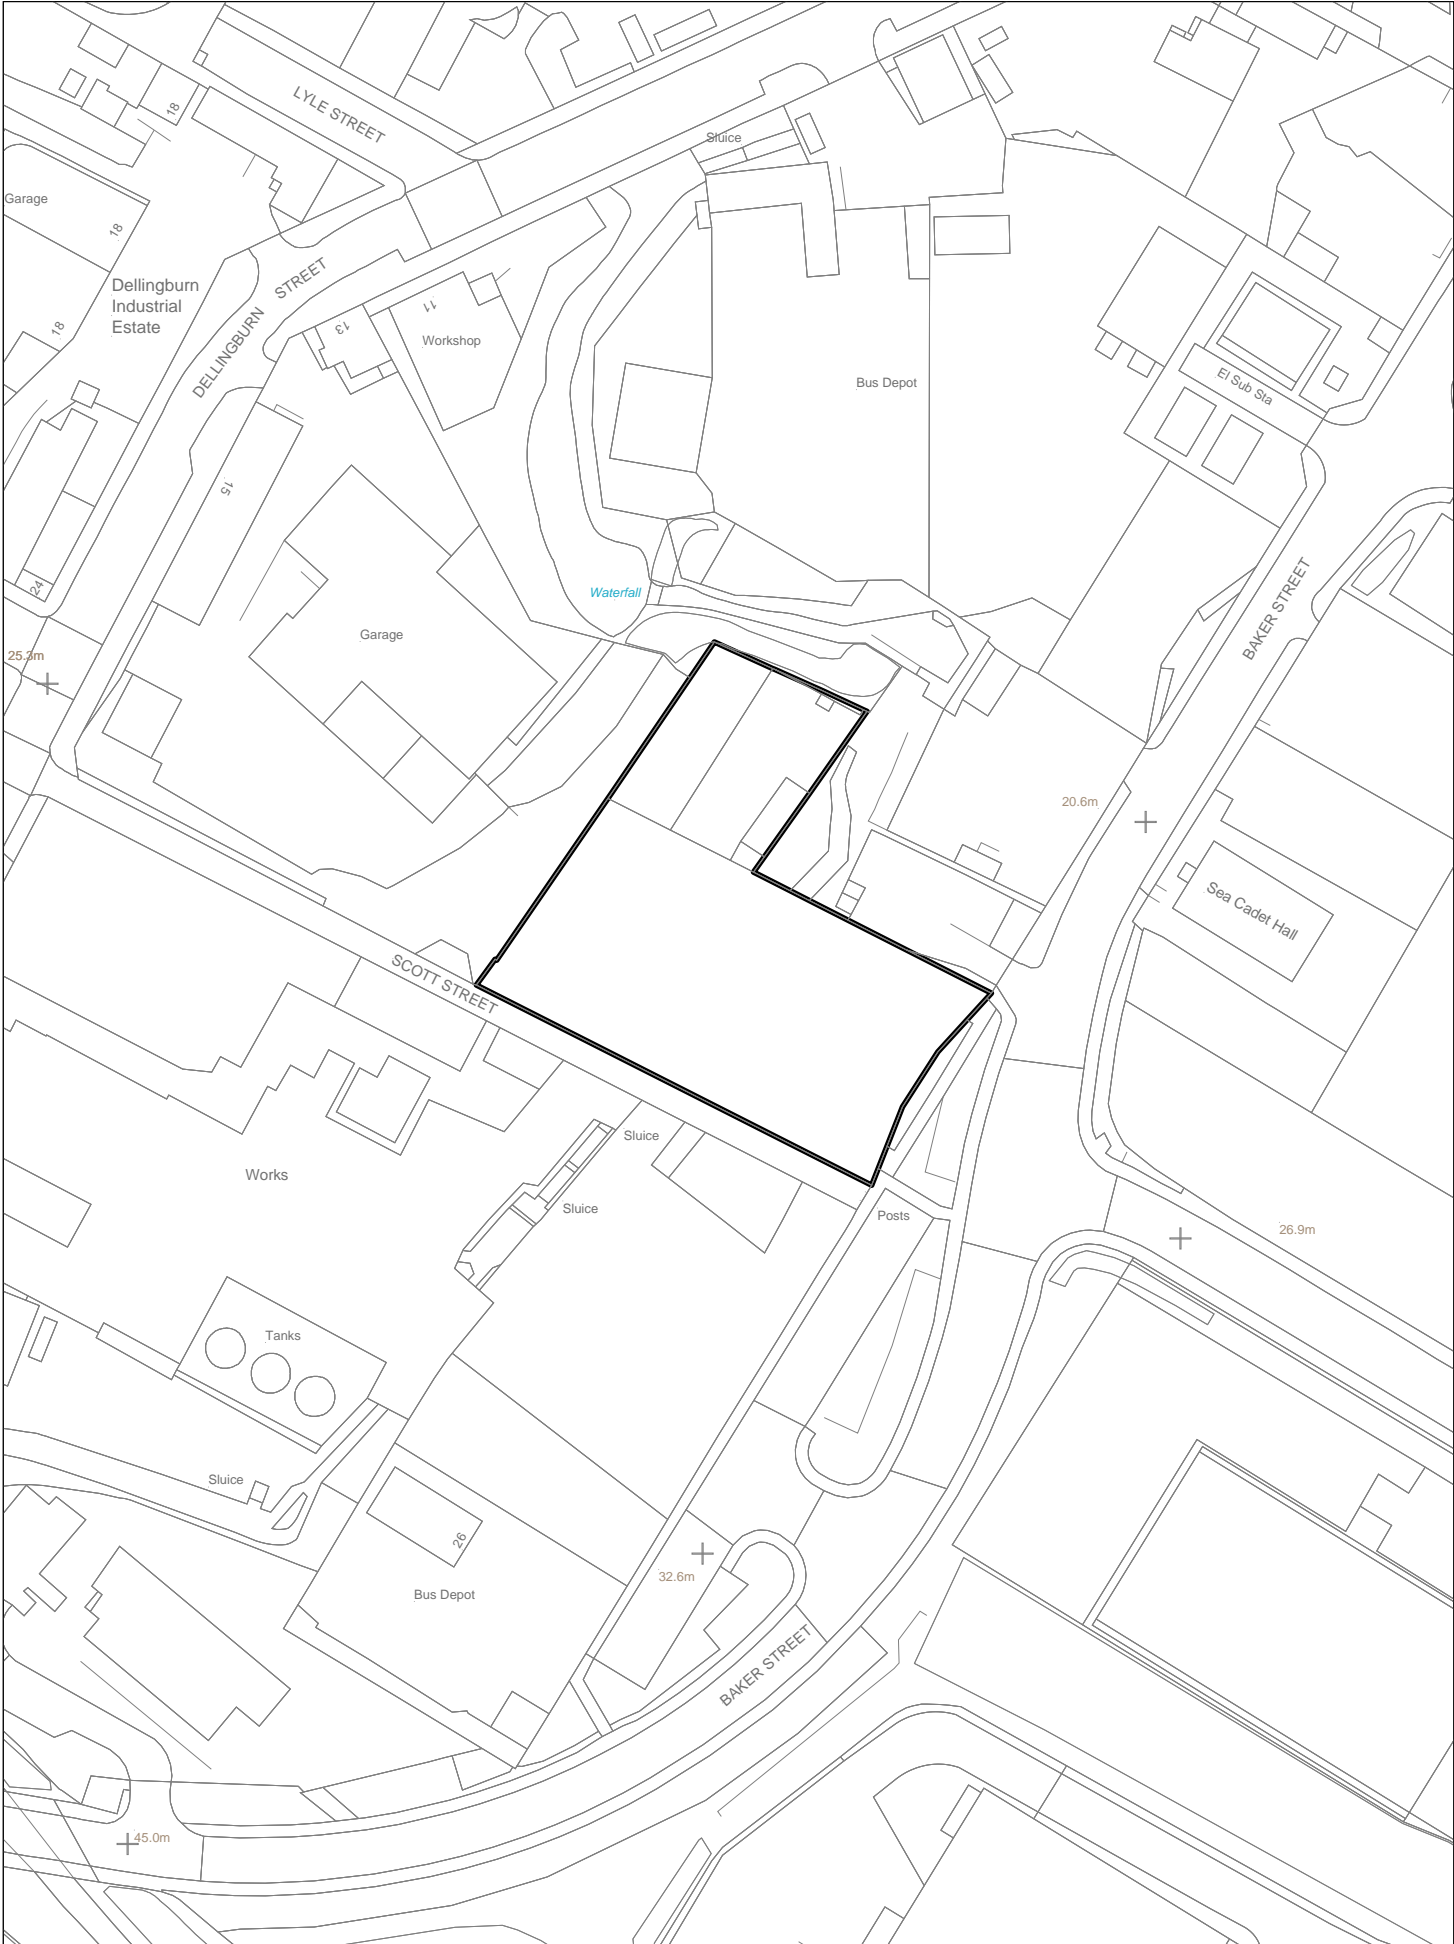 LYLE STREET
18
Sluice
Garage
18
Dellingburn
Industrial
Estate
DELLINGBURN STREET
18
13
11
Workshop
Bus Depot
El Sub Sta
15
24
Waterfall
BAKER STREET
Garage
25.3m
20.6m
Sea Cadet Hall
SCOTT STREET
Sluice
Works
Sluice
Posts
26.9m
Tanks
Sluice
26
32.6m
Bus Depot
BAKER STREET
45.0m